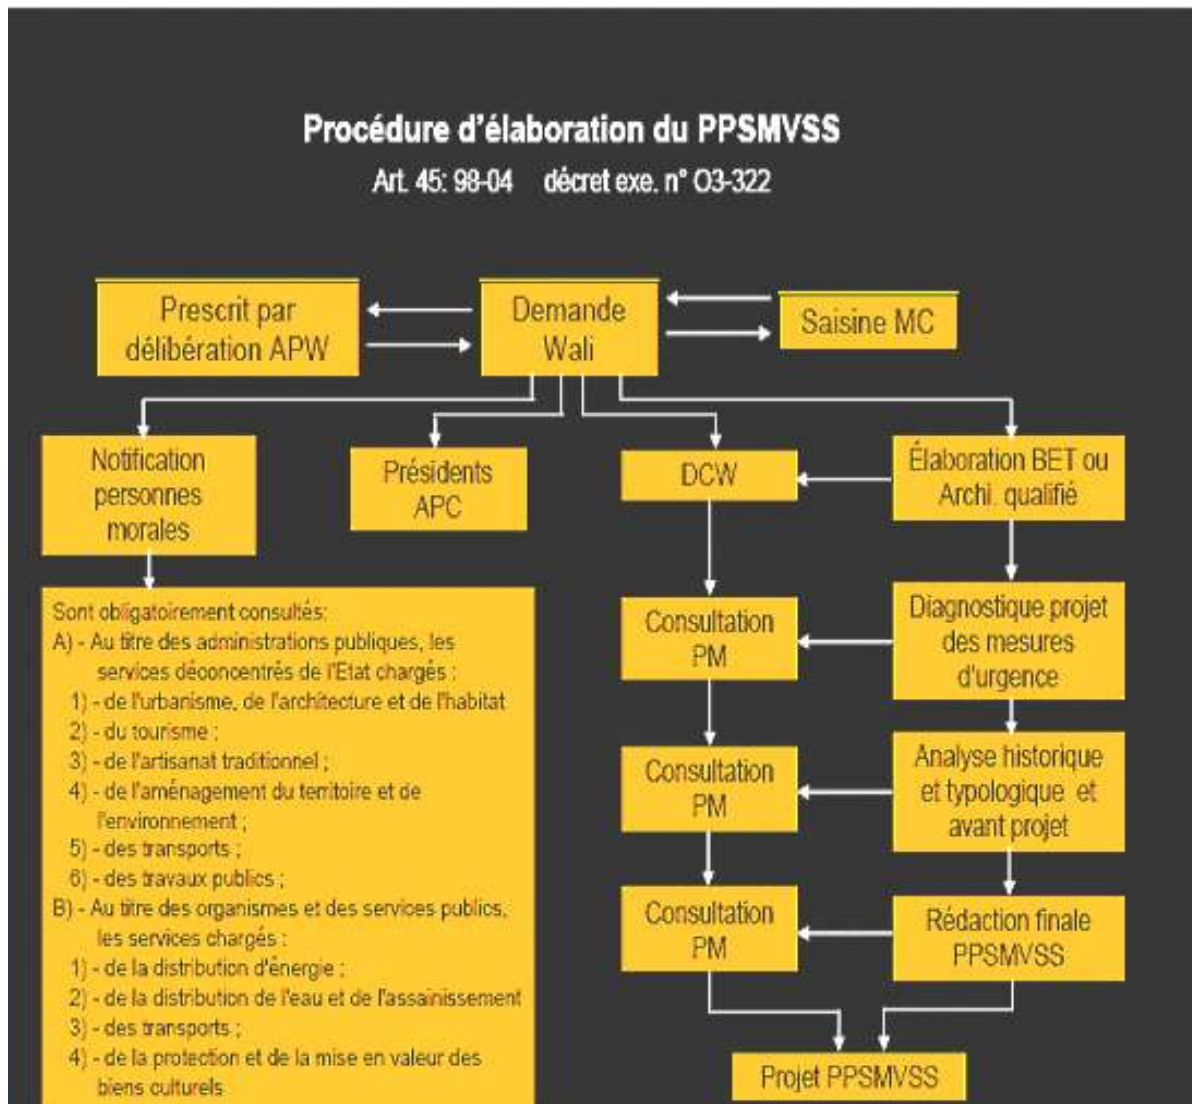 Procédure d'élaboration du PPSMVSS
Art. 45: 98-04 décret exe. n° O3-322
Prescrit par
délibération APW
Demande
Wali
Saisine MC
Notification
personnes
morales
Présidents
APC
DCW
Élaboration BET ou
Archi. qualifié
Sont obligatoirement consultés:
A) - Au titre des administrations publiques, les
services déconcentrés de l'Etat chargés :
1) - de l'urbanisme, de l'architecture et de l'habitat
2) - du tourisme ;
3) - de l'artisanat traditionnel ;
4) - de l'aménagement du territoire et de
l'environnement ;
5) - des transports ;
6) - des travaux publics ;
B) - Au titre des organismes et des services publics,
les services chargés :
1) - de la distribution d'énergie ;
2) - de la distribution de l'eau et de l'assainissement
3) - des transports ;
4) - de la protection et de la mise en valeur des
biens culturels
Consultation
PM
Diagnostique projet
des mesures
d'urgence
Consultation
PM
Analyse historique
et typologique et
avant projet
Consultation
PM
Rédaction finale
PPSMVSS
Projet PPSMVSS